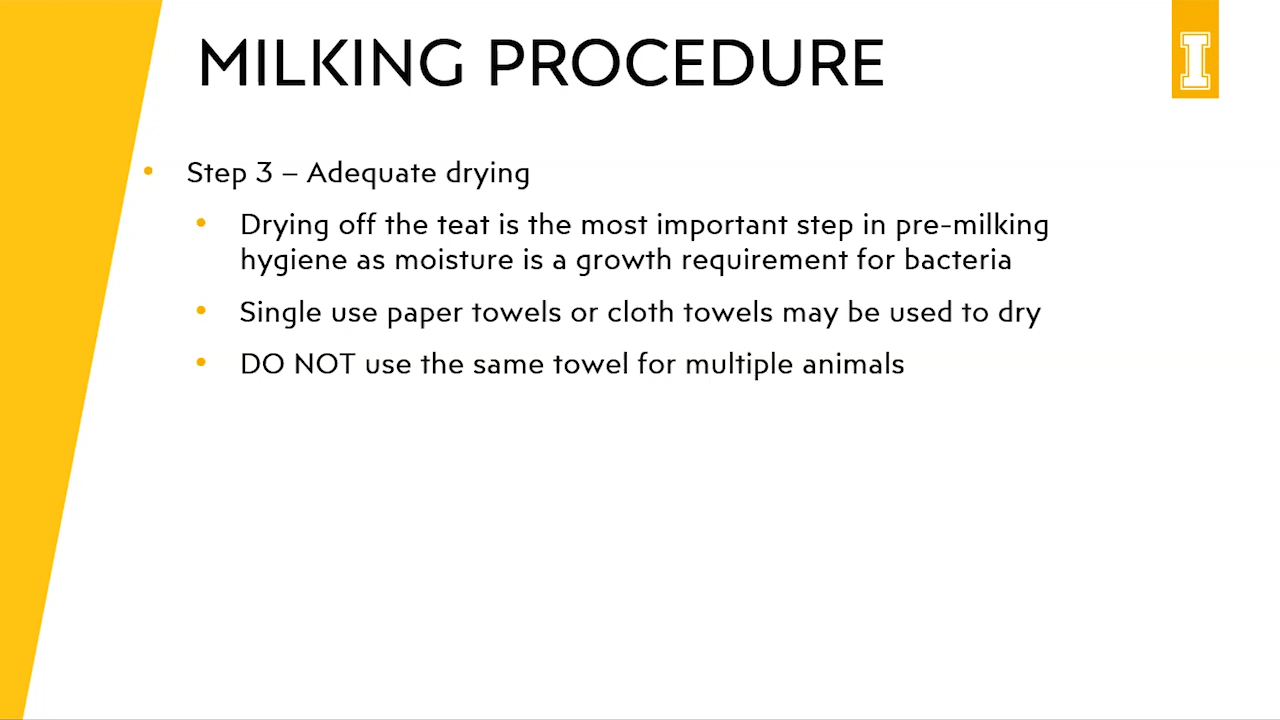 MILKING PROCEDURE
I
• Step 3 – Adequate drying
• Drying off the teat is the most important step in pre-milking
hygiene as moisture is a growth requirement for bacteria
• Single use paper towels or cloth towels may be used to dry
• DO NOT use the same towel for multiple animals